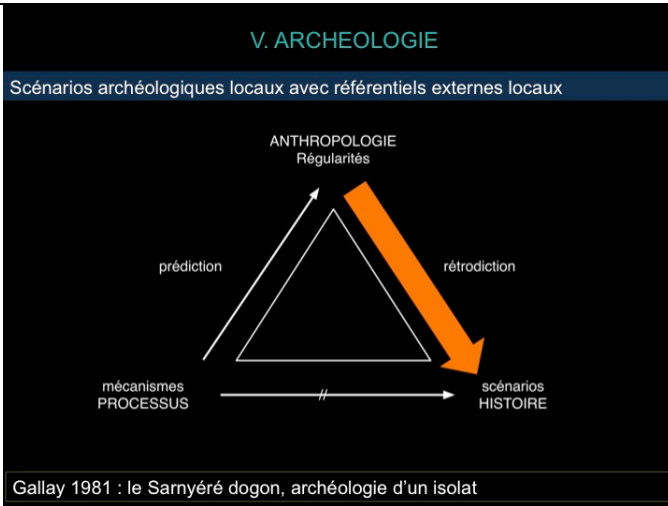 V. ARCHEOLOGIE
Scénarios archéologiques locaux avec référentiels externes locaux
ANTHROPOLOGIE
Régularités
prédiction
rétrodiction
mécanismes
PROCESSUS
scénarios
HISTOIRE
Gallay 1981 : le Sarnyéré dogon, archéologie d'un isolat